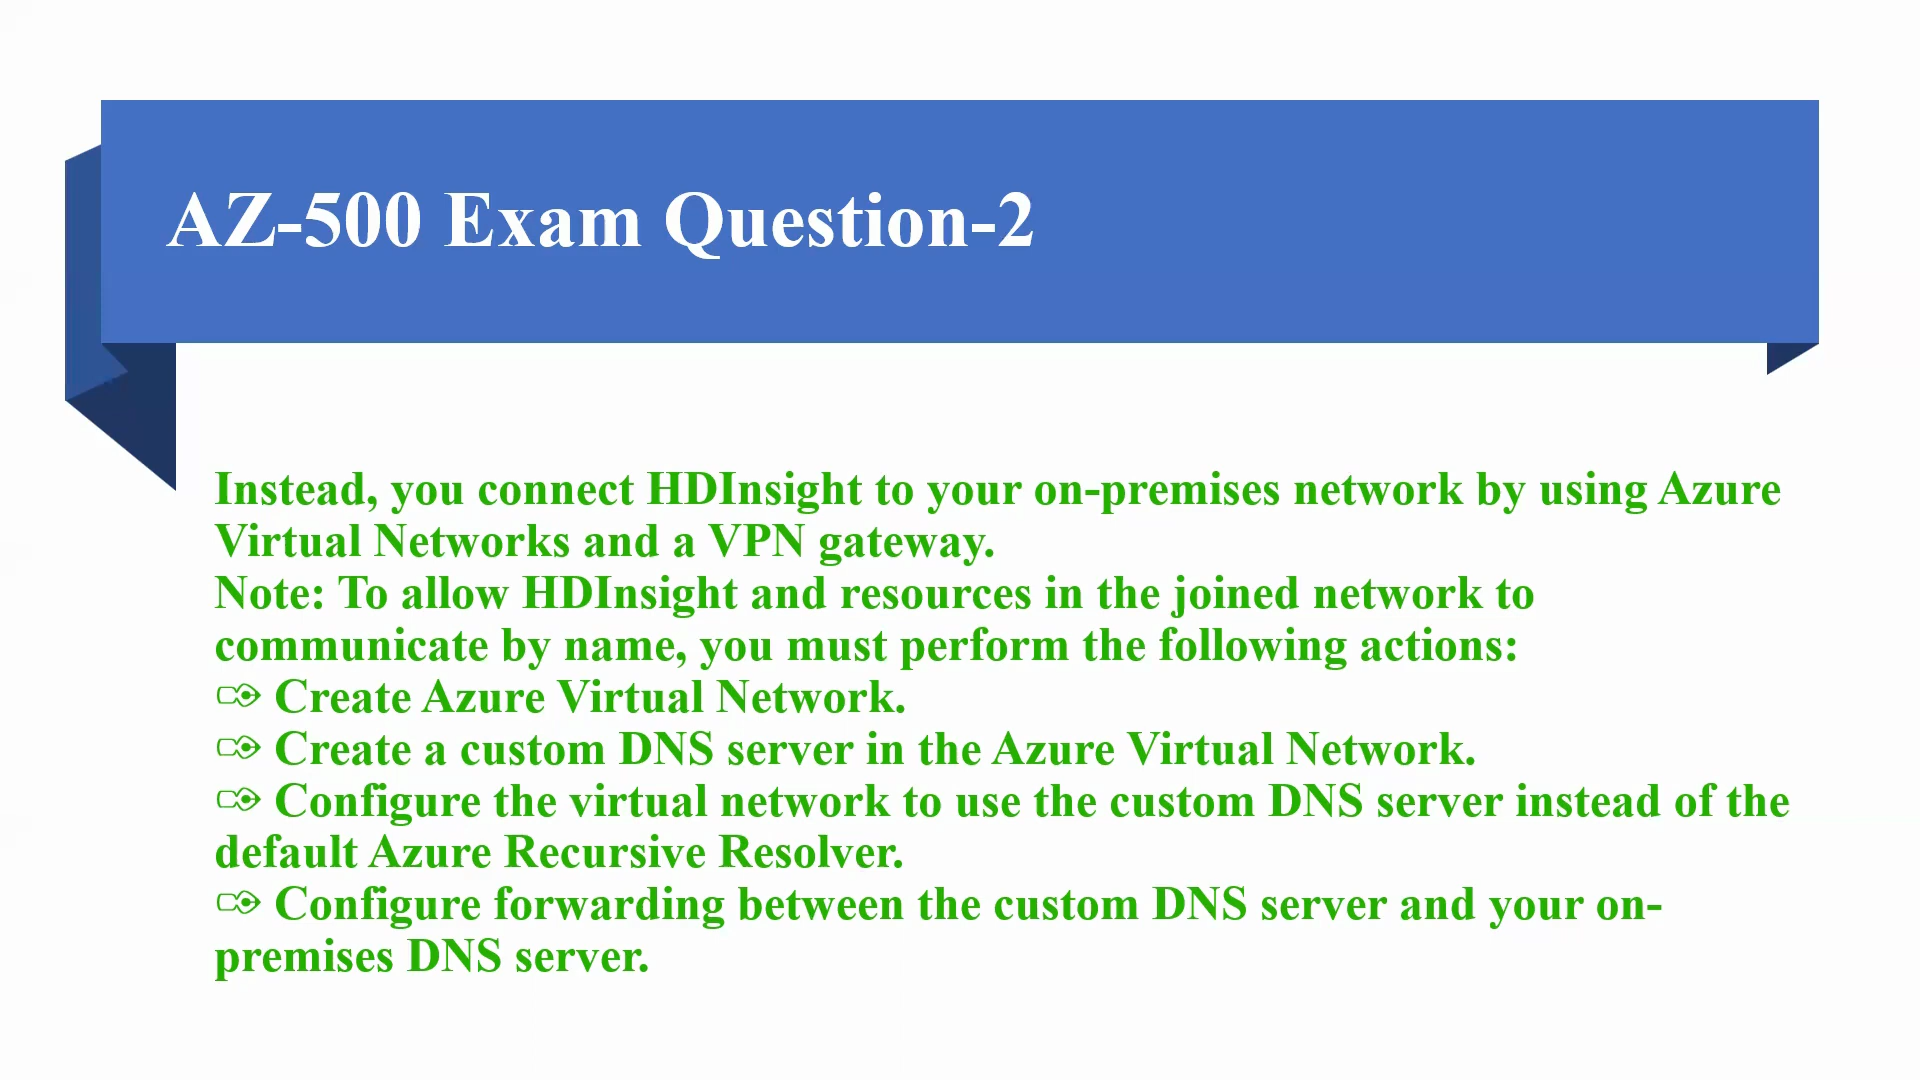 AZ-500 Exam Question-2
Instead, you connect HDInsight to your on-premises network by using Azure
Virtual Networks and a VPN gateway.
Note: To allow HDInsight and resources in the joined network to
communicate by name, you must perform the following actions:
✑ Create Azure Virtual Network.
✑ Create a custom DNS server in the Azure Virtual Network.
✑ Configure the virtual network to use the custom DNS server instead of the
default Azure Recursive Resolver.
✑ Configure forwarding between the custom DNS server and your on-
premises DNS server.